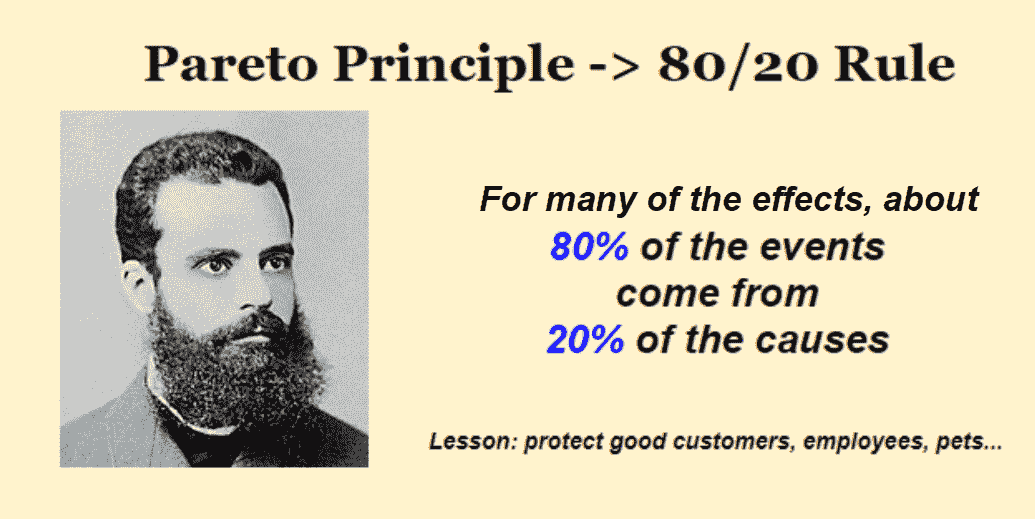 Pareto Principle -> 80/20 Rule
For many of the effects, about
80% of the events
come from
20% of the causes
Lesson: protect good customers, employees, pets...